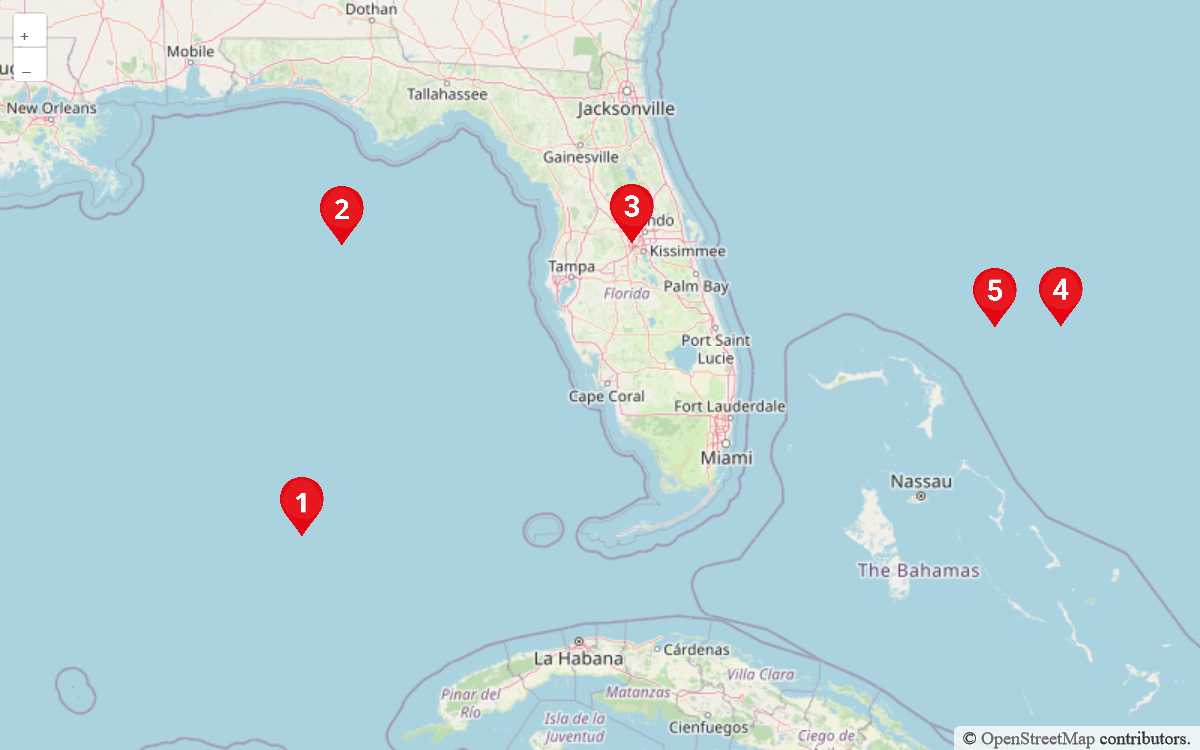 Dothan
+
Mobile
–
Tallahassee
New Orleans
Jacksonville
Gainesville
2
3
ndo
Kissimmee
Tampa
Palm Bay
Florida
5
4
Port Saint
Lucie
Cape Coral
Fort Lauderdale
Miami
Nassau
1
The Bahamas
La Habana
Cárdenas
Villa Clara
Pinar del
Río
Matanzas
Isla de la
Juventud
Cienfuegos
Ciego de
© OpenStreetMap contributors.